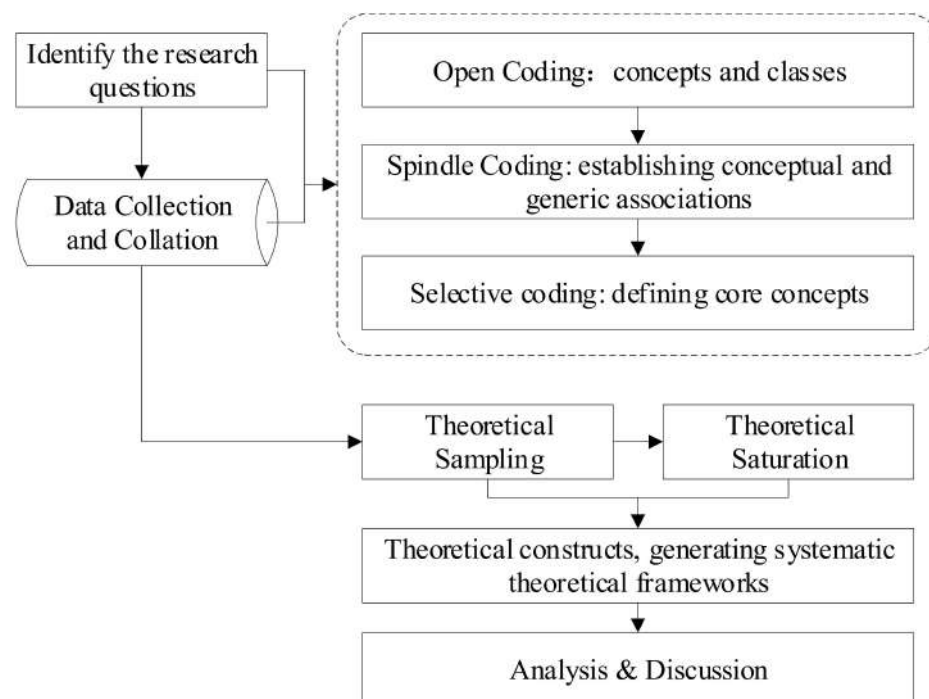 Identify the research
questions
Data Collection
and Collation
Open Coding：concepts and classes
Spindle Coding: establishing conceptual and
generic associations
Selective coding: defining core concepts
Theoretical
Sampling
Theoretical
Saturation
Theoretical constructs, generating systematic
theoretical frameworks
Analysis & Discussion